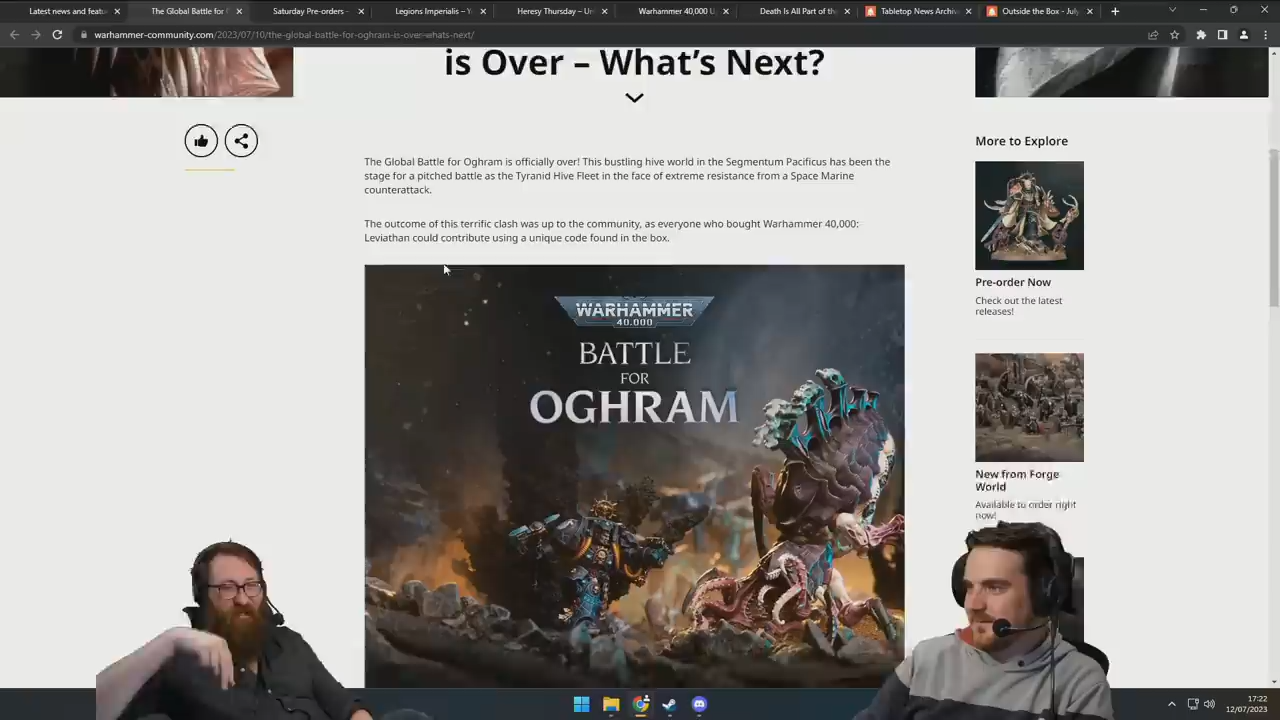 Latest news and featu
The Global Battle for
Saturday Pre-orders –
Legions Imperialis – Yo
Heresy Thursday – Un
Warhammer 40,000 U
Death Is All Part of the
Tabletop News Archive
Outside the Box - July
warhammer-community.com/2023/07/10/the-global-battle-for-oghram-is-over-whats-next/
is Over – What's Next?
The Global Battle for Oghram is officially over! This bustling hive world in the Segmentum Pacificus has been the
stage for a pitched battle as the Tyranid Hive Fleet in the face of extreme resistance from a Space Marine
counterattack.
The outcome of this terrific clash was up to the community, as everyone who bought Warhammer 40,000:
Leviathan could contribute using a unique code found in the box.
WARHAMMER
40,000
BATTLE
FOR
OGHRAM
More to Explore
Pre-order Now
Check out the latest
releases!
New from Forge
World
Available to order right
now!
17:22
12/07/2023